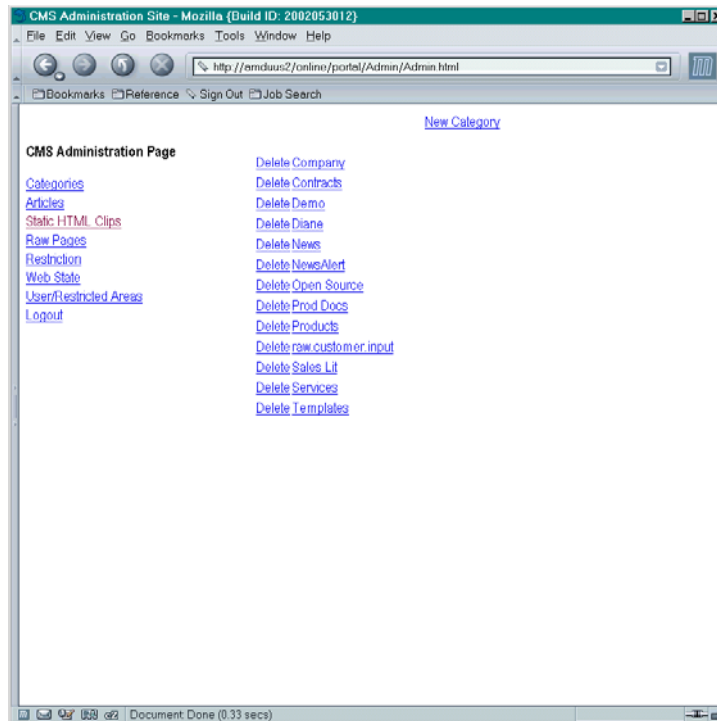 CMS Administration Site - Mozilla {Build ID: 2002053012}
File Edit View Go Bookmarks Tools Window Help
http://amduus2/online/portal/Admin/Admin.html
Bookmarks Reference Sign Out Job Search
New Category
CMS Administration Page
Categories
Articles
Static HTML Clips
Raw Pages
Restriction
Web State
User/Restricted Areas
Logout
Delete Company
Delete Contracts
Delete Demo
Delete Diane
Delete News
Delete NewsAlert
Delete Open Source
Delete Prod Docs
Delete Products
Delete raw.customer.input
Delete Sales Lit
Delete Services
Delete Templates
Document: Done (0.33 secs)